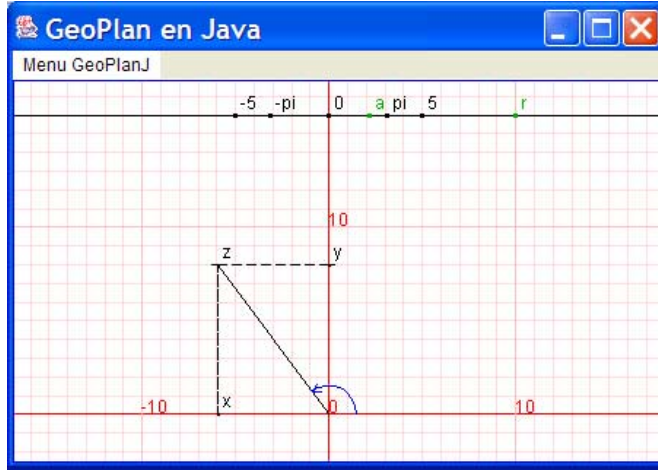 GeoPlan en Java
Menu GeoPlanJ
-5 -pi 0 a pi 5 r
10
z y
x
-10 0 10